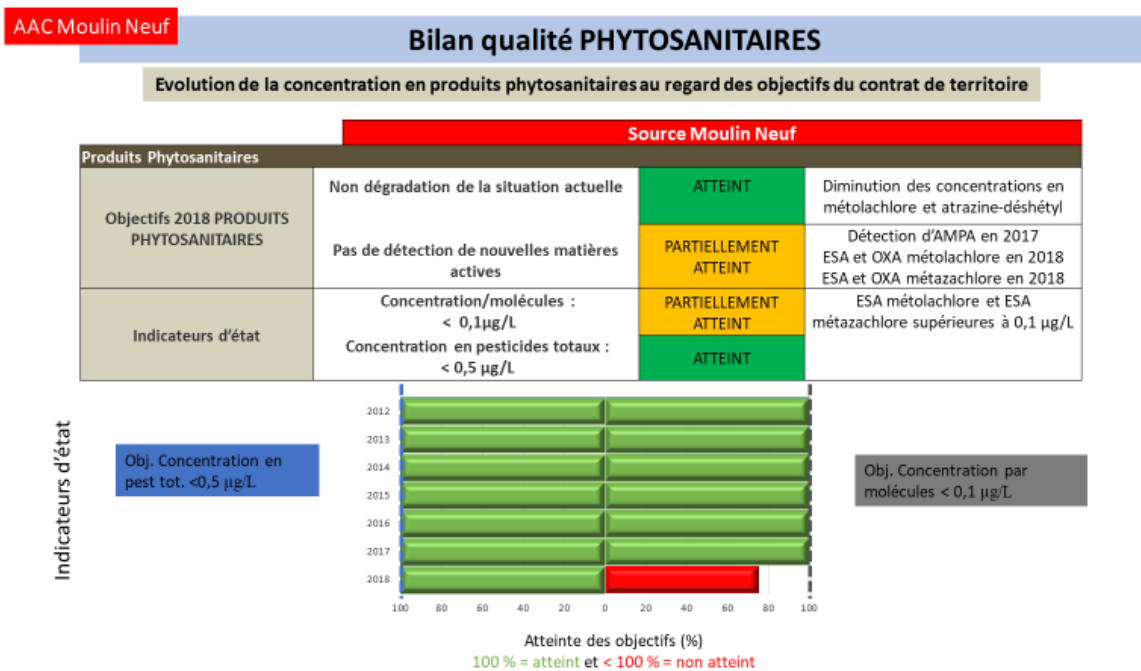 AAC Moulin Neuf
Bilan qualité PHYTOSANITAIRES
Evolution de la concentration en produits phytosanitaires au regard des objectifs du contrat de territoire
Source Moulin Neuf
Produits Phytosanitaires
Objectifs 2018 PRODUITS
PHYTOSANITAIRES
Non dégradation de la situation actuelle
ATTEINT
Diminution des concentrations en
métolachlore et atrazine-déshétyl
Pas de détection de nouvelles matières
actives
PARTIELLEMENT
ATTEINT
Détection d'AMPA en 2017
ESA et OXA métolachlore en 2018
ESA et OXA métazachlore en 2018
Indicateurs d'état
Concentration/molécules :
< 0,1µg/L
PARTIELLEMENT
ATTEINT
ESA métolachlore et ESA
métazachlore supérieures à 0,1 µg/L
Concentration en pesticides totaux :
< 0,5 µg/L
ATTEINT
Indicateurs d'état
Obj. Concentration en
pest tot. <0,5 µg/L
2012
2013
2014
2015
2016
2017
2018
100 80 60 40 20 0 20 40 60 80 100
Obj. Concentration par
molécules < 0,1 µg/L
Atteinte des objectifs (%)
100 % = atteint et < 100 % = non atteint